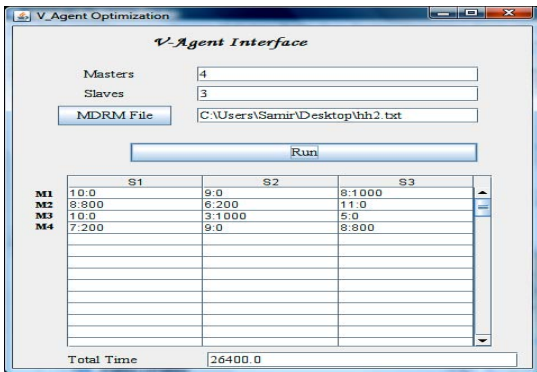 V_Agent Optimization
V-Agent Interface
Masters 4
Slaves 3
MDRM File C:\Users\Samir\Desktop\hh2.txt
Run
S1 S2 S3
M1 10:0 9:0 8:1000
M2 8:800 6:200 11:0
M3 10:0 3:1000 5:0
M4 7:200 9:0 8:800
Total Time 26400.0